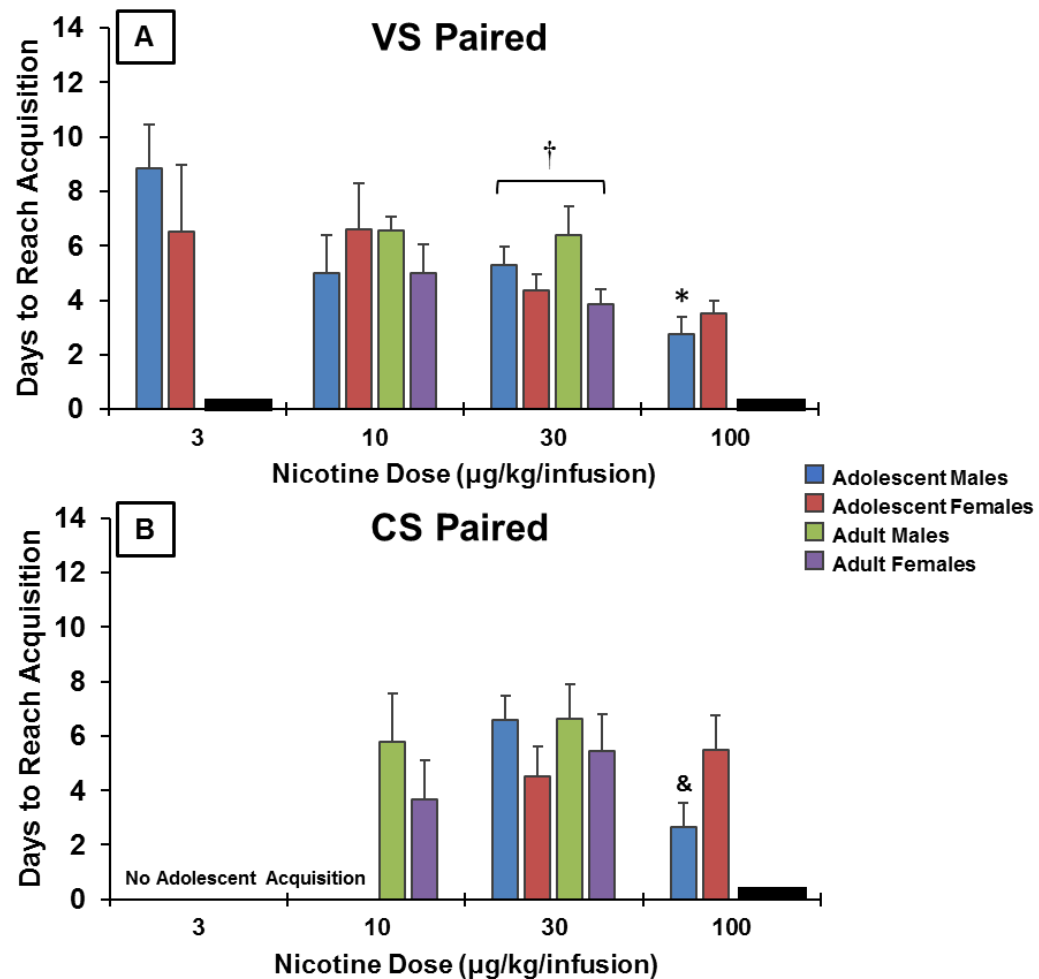 A
VS Paired
14
12
10
8
6
4
2
0
Days to Reach Acquisition
†
*
3 10 30 100
Nicotine Dose (µg/kg/infusion)
Adolescent Males
Adolescent Females
Adult Males
Adult Females
B
CS Paired
14
12
10
8
6
4
2
0
Days to Reach Acquisition
&
No Adolescent Acquisition
3 10 30 100
Nicotine Dose (µg/kg/infusion)